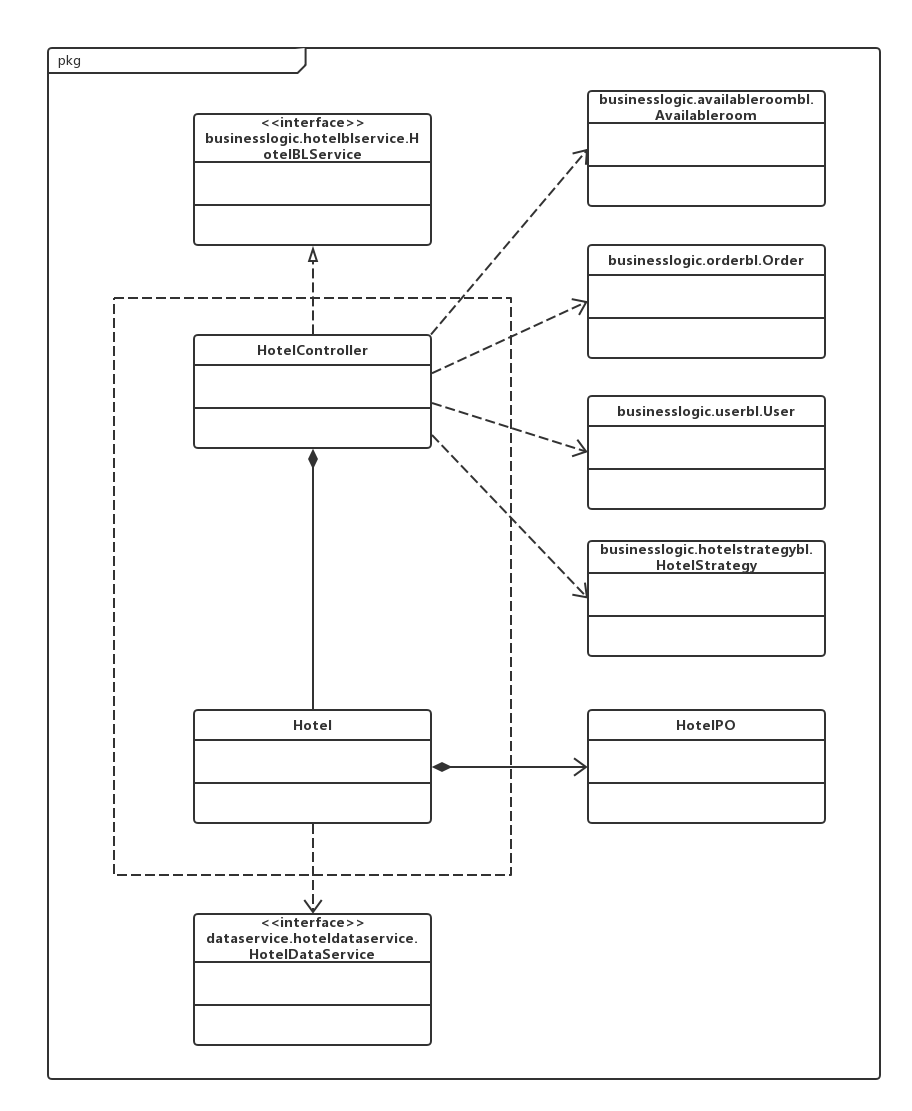 pkg
<<interface>>
businesslogic.hotelblservice.H
otelBLService
businesslogic.availableroombl.
Availableroom
businesslogic.orderbl.Order
HotelController
businesslogic.userbl.User
businesslogic.hotelstrategybl.
HotelStrategy
Hotel
HotelPO
<<interface>>
dataservice.hoteldataservice.
HotelDataService